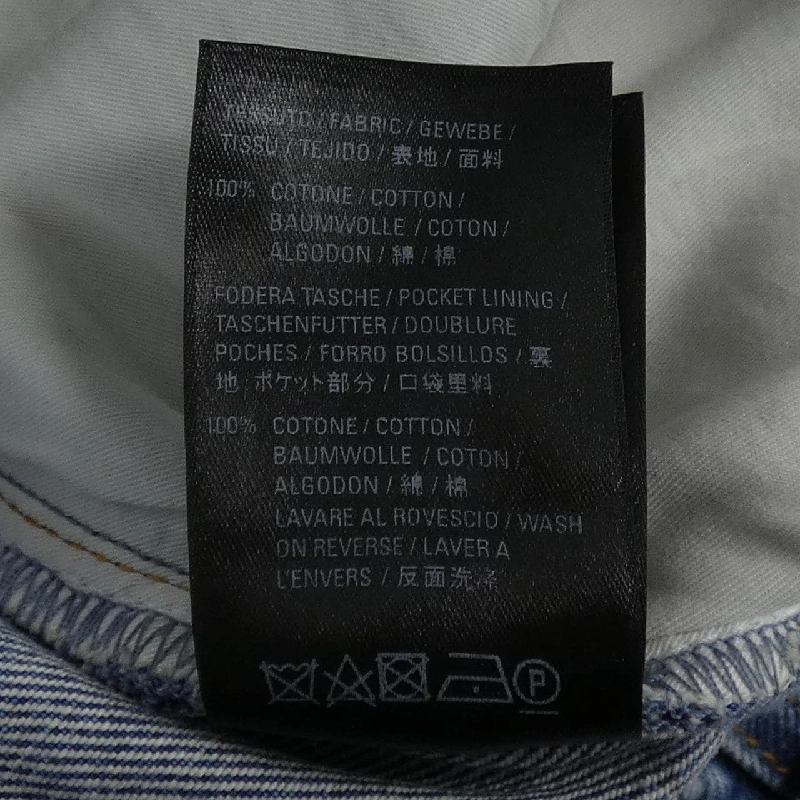 TESSUTO / FABRIC / GEWEBE /
TISSU / TEJIDO / 表地 / 面料
100% COTONE / COTTON /
BAUMWOLLE / COTON /
ALGODON / 綿 / 棉
FODERA TASCHE / POCKET LINING /
TASCHENFUTTER / DOUBLURE
POCHES / FORRO BOLSILLOS / 裏
地: ポケット部分 / 口袋里料
100% COTONE / COTTON /
BAUMWOLLE / COTON /
ALGODON / 綿 / 棉
LAVARE AL ROVESCIO / WASH
ON REVERSE / LAVER A
L'ENVERS / 反面洗涤
P